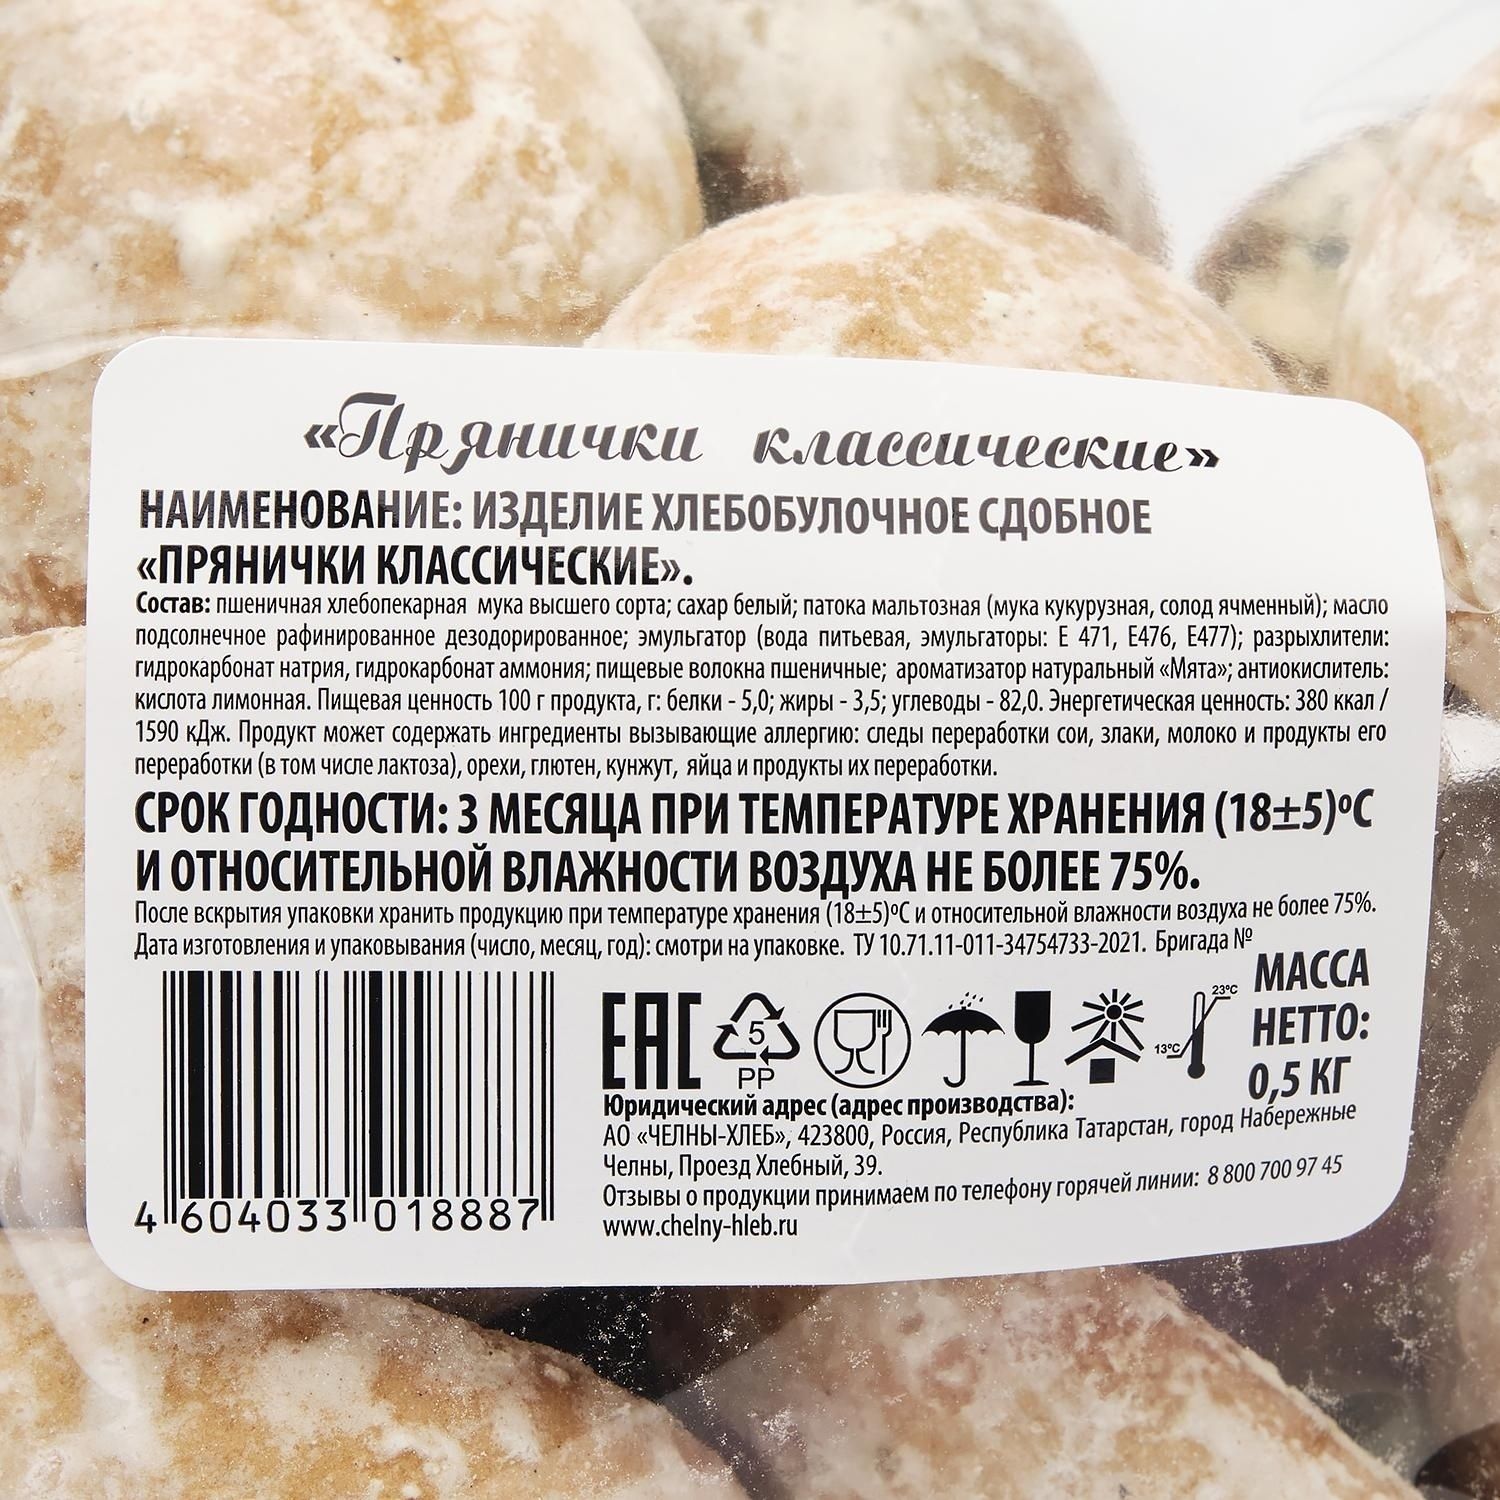 «Прянички классические»
НАИМЕНОВАНИЕ: ИЗДЕЛИЕ ХЛЕБОБУЛОЧНОЕ СДОБНОЕ
«ПРЯНИЧКИ КЛАССИЧЕСКИЕ».
Состав: пшеничная хлебопекарная мука высшего сорта; сахар белый; патока мальтозная (мука кукурузная, солод ячменный); масло
подсолнечное рафинированное дезодорированное; эмульгатор (вода питьевая, эмульгаторы: Е 471, Е476, Е477); разрыхлители:
гидрокарбонат натрия, гидрокарбонат аммония; пищевые волокна пшеничные; ароматизатор натуральный «Мята»; антиокислитель:
кислота лимонная. Пищевая ценность 100 г продукта, г: белки - 5,0; жиры - 3,5; углеводы - 82,0. Энергетическая ценность: 380 ккал /
1590 кДж. Продукт может содержать ингредиенты вызывающие аллергию: следы переработки сои, злаки, молоко и продукты его
переработки (в том числе лактоза), орехи, глютен, кунжут, яйца и продукты их переработки.
СРОК ГОДНОСТИ: 3 МЕСЯЦА ПРИ ТЕМПЕРАТУРЕ ХРАНЕНИЯ (18±5)ºС
И ОТНОСИТЕЛЬНОЙ ВЛАЖНОСТИ ВОЗДУХА НЕ БОЛЕЕ 75%.
После вскрытия упаковки хранить продукцию при температуре хранения (18±5)ºС и относительной влажности воздуха не более 75%.
Дата изготовления и упаковывания (число, месяц, год): смотри на упаковке. ТУ 10.71.11-011-34754733-2021. Бригада №
МАССА
НЕТТО:
0,5 КГ
EAC
5
PP
23ºC
13ºC
Юридический адрес (адрес производства):
АО «ЧЕЛНЫ-ХЛЕБ», 423800, Россия, Республика Татарстан, город Набережные
Челны, Проезд Хлебный, 39.
Отзывы о продукции принимаем по телефону горячей линии: 8 800 700 97 45
www.chelny-hleb.ru
4 604033 018887